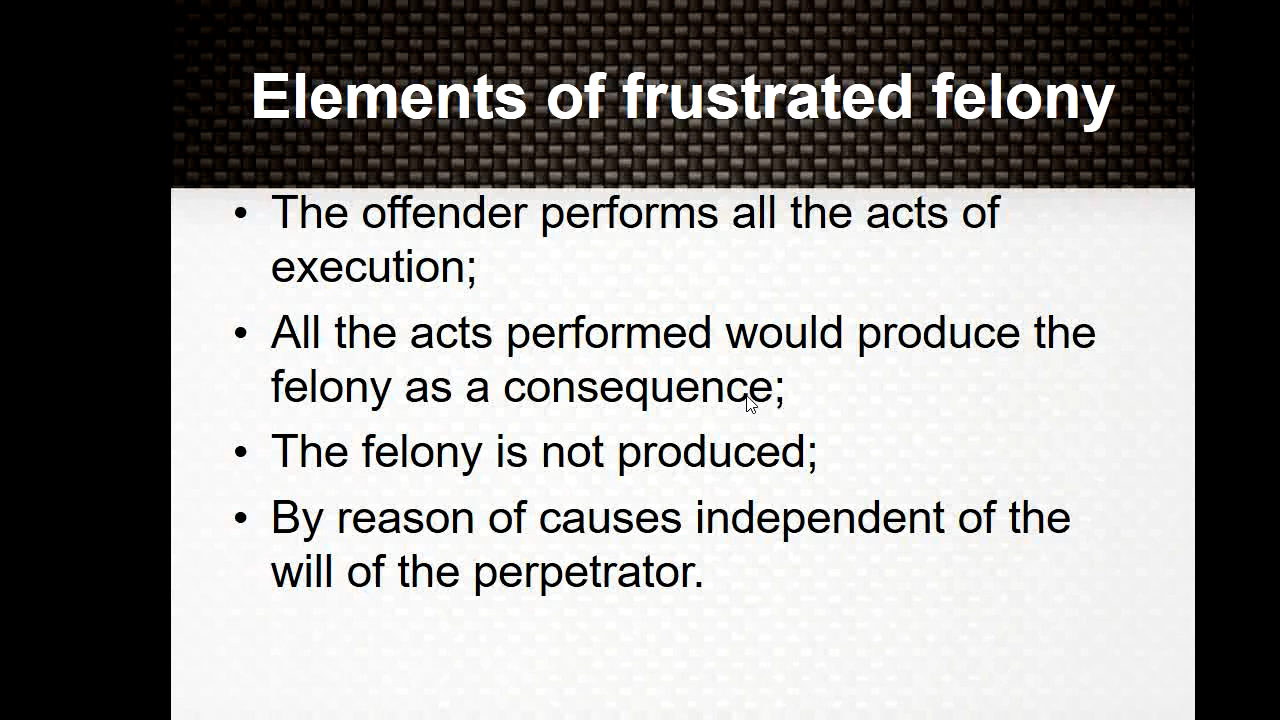 Elements of frustrated felony
• The offender performs all the acts of
execution;
• All the acts performed would produce the
felony as a consequence;
• The felony is not produced;
• By reason of causes independent of the
will of the perpetrator.